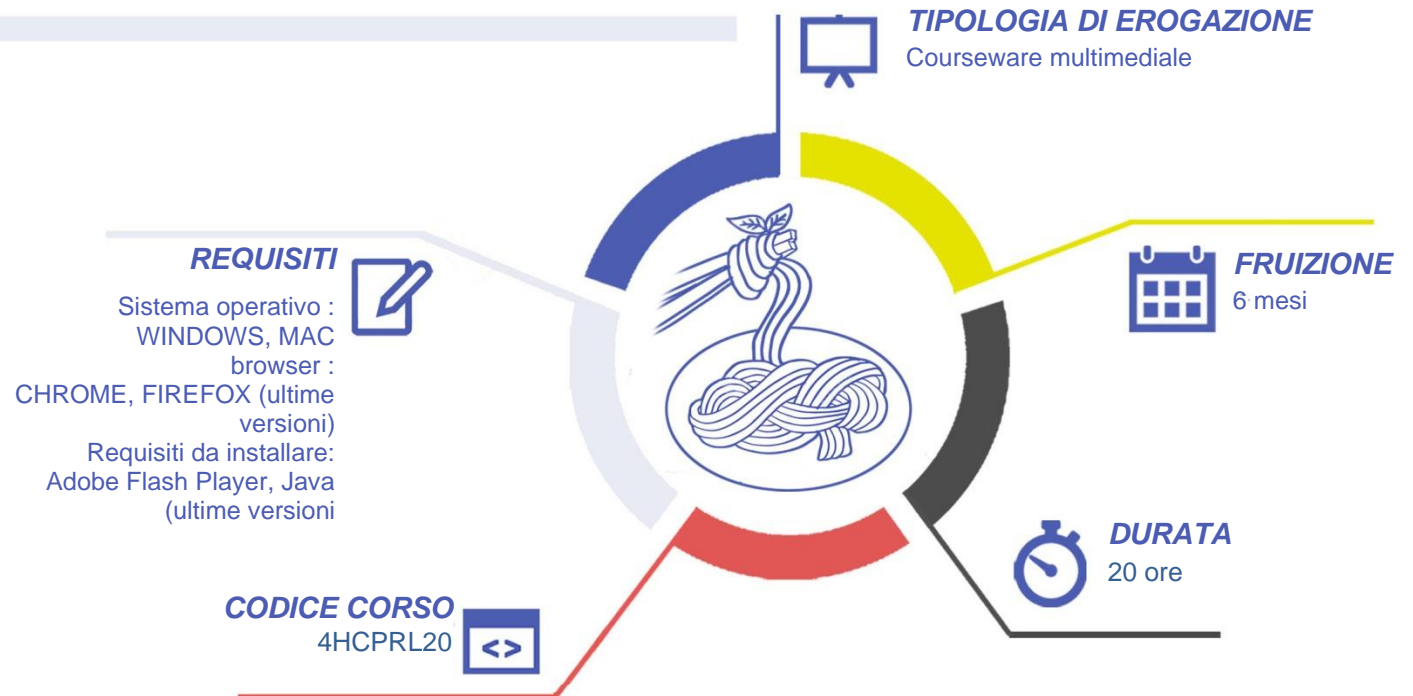 TIPOLOGIA DI EROGAZIONE
Courseware multimediale
REQUISITI
Sistema operativo :
WINDOWS, MAC
browser :
CHROME, FIREFOX (ultime
versioni)
Requisiti da installare:
Adobe Flash Player, Java
(ultime versioni
FRUIZIONE
6 mesi
DURATA
20 ore
CODICE CORSO
4HCPRL20
<>